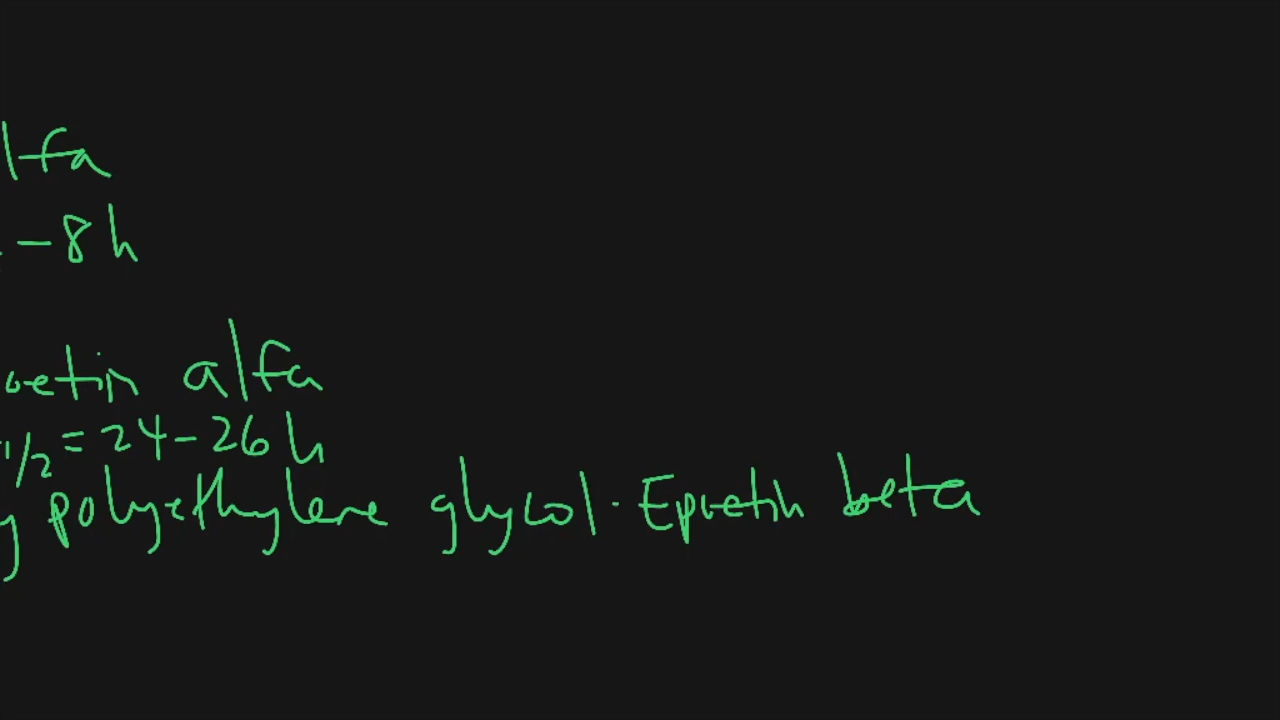 lfa
-8h
oetin alfa
1/2 = 24-26 h
y polyethylene glycol. Epoetin beta